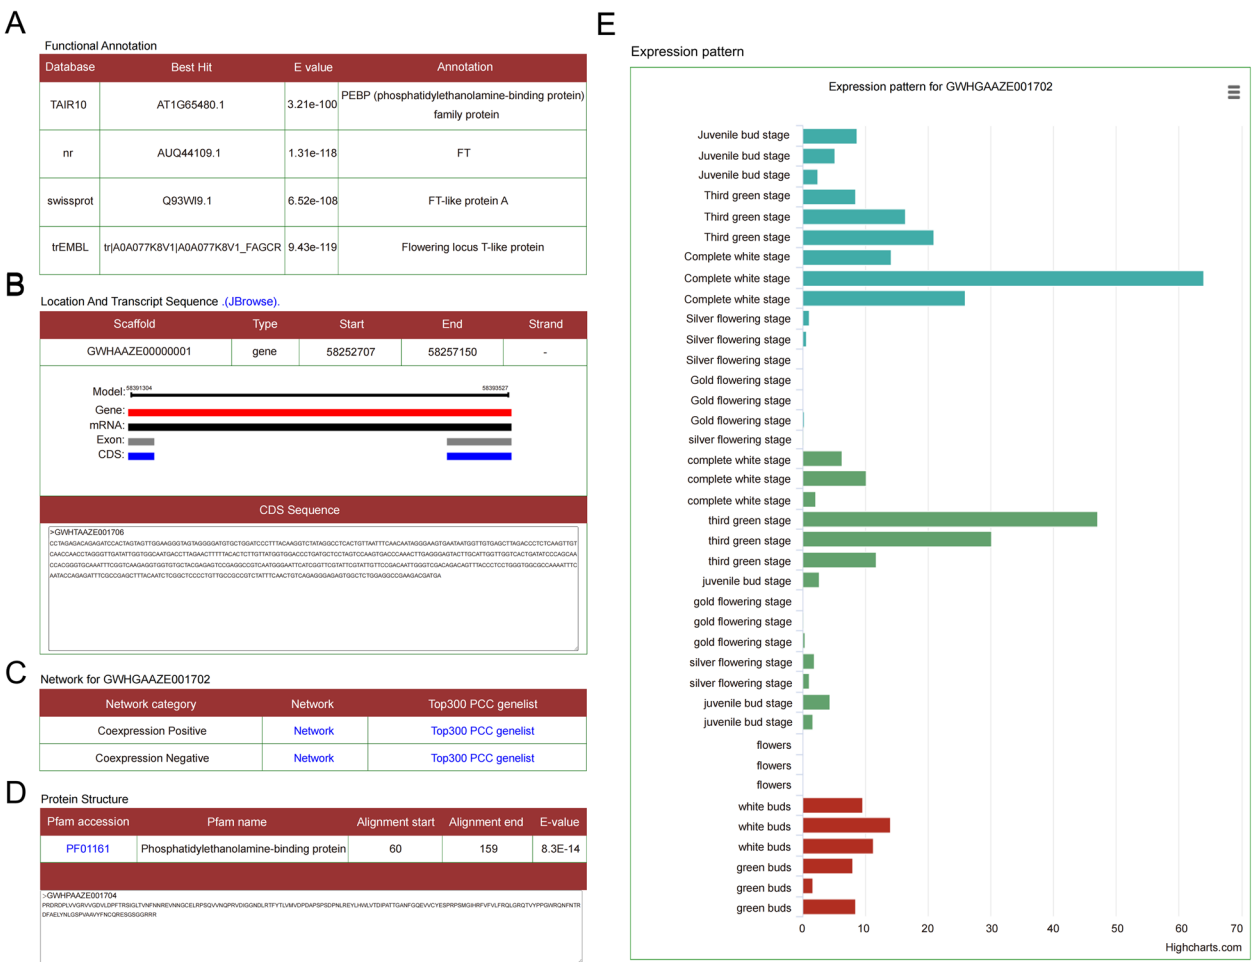 A
Functional Annotation
Database Best Hit E value Annotation
TAIR10 AT1G65480.1 3.21e-100 PEBP (phosphatidylethanolamine-binding protein) family protein
nr AUQ44109.1 1.31e-118 FT
swissprot Q93WI9.1 6.52e-108 FT-like protein A
trEMBL tr|A0A077K8V1|A0A077K8V1_FAGCR 9.43e-119 Flowering locus T-like protein
B
Location And Transcript Sequence .(JBrowse).
Scaffold Type Start End Strand
GWHAAZE00000001 gene 58252707 58257150 -
Model: 58391304 58393527
Gene:
mRNA:
Exon:
CDS:
CDS Sequence
>GWHTAAZE001706
C
Network for GWHGAAZE001702
Network category Network Top300 PCC genelist
Coexpression Positive Network Top300 PCC genelist
Coexpression Negative Network Top300 PCC genelist
D
Protein Structure
Pfam accession Pfam name Alignment start Alignment end E-value
PF01161 Phosphatidylethanolamine-binding protein 60 159 8.3E-14
>GWHPAAZE001704
DFAELYNLGSPVAAVYFNCQRESGSGGRRR
E
Expression pattern
Expression pattern for GWHGAAZE001702
Juvenile bud stage
Juvenile bud stage
Juvenile bud stage
Third green stage
Third green stage
Third green stage
Complete white stage
Complete white stage
Complete white stage
Silver flowering stage
Silver flowering stage
Silver flowering stage
Gold flowering stage
Gold flowering stage
Gold flowering stage
silver flowering stage
complete white stage
complete white stage
complete white stage
third green stage
third green stage
third green stage
juvenile bud stage
gold flowering stage
gold flowering stage
gold flowering stage
silver flowering stage
silver flowering stage
juvenile bud stage
juvenile bud stage
flowers
flowers
flowers
white buds
white buds
white buds
green buds
green buds
green buds
0 10 20 30 40 50 60 70
Highcharts.com